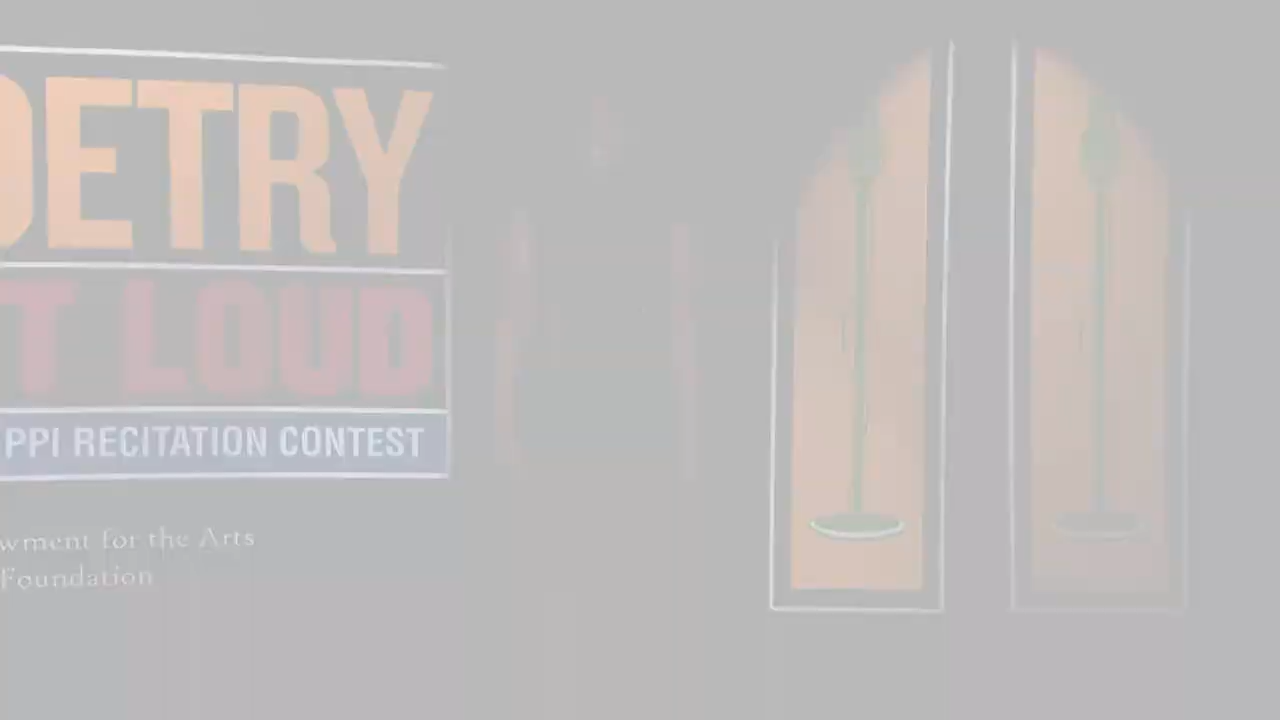 OETRY
T LOUD
PPI RECITATION CONTEST
wment for the Arts
Foundation